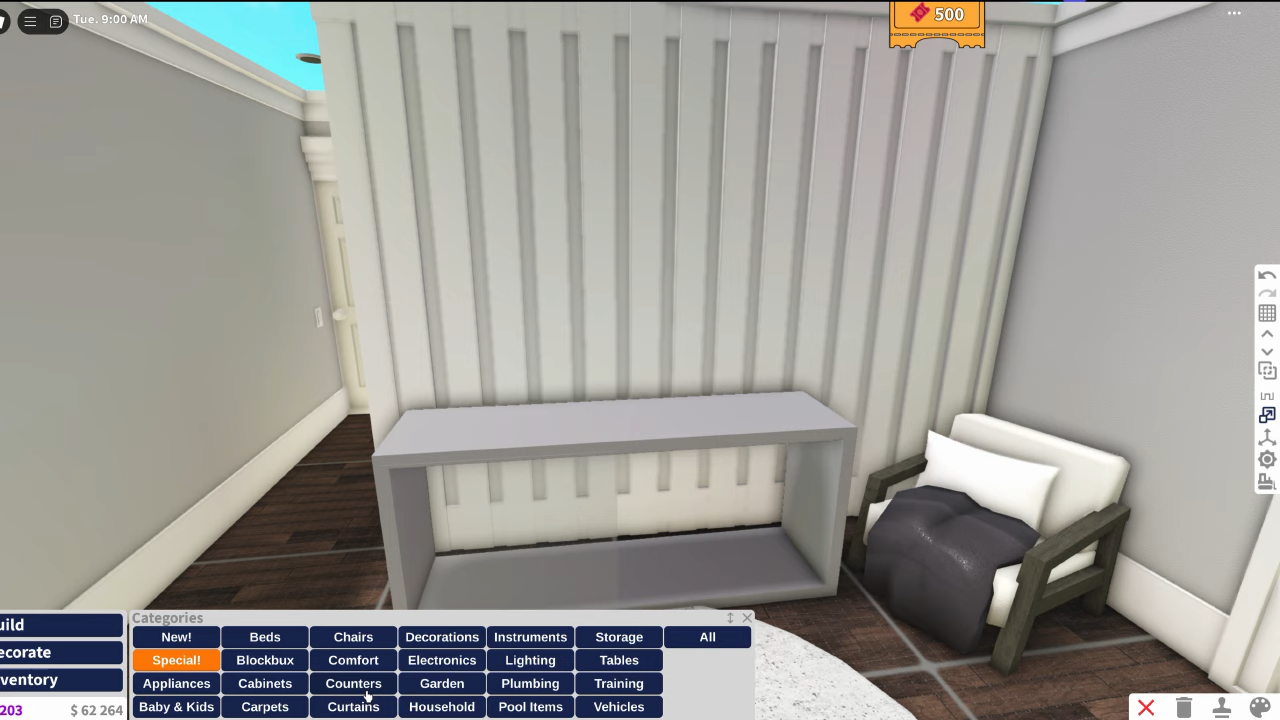 Tue. 9:00 AM
500
uild
ecorate
ventory
203
$ 62 264
Categories
New! Beds Chairs Decorations Instruments Storage All
Special! Blockbux Comfort Electronics Lighting Tables
Appliances Cabinets Counters Garden Plumbing Training
Baby & Kids Carpets Curtains Household Pool Items Vehicles